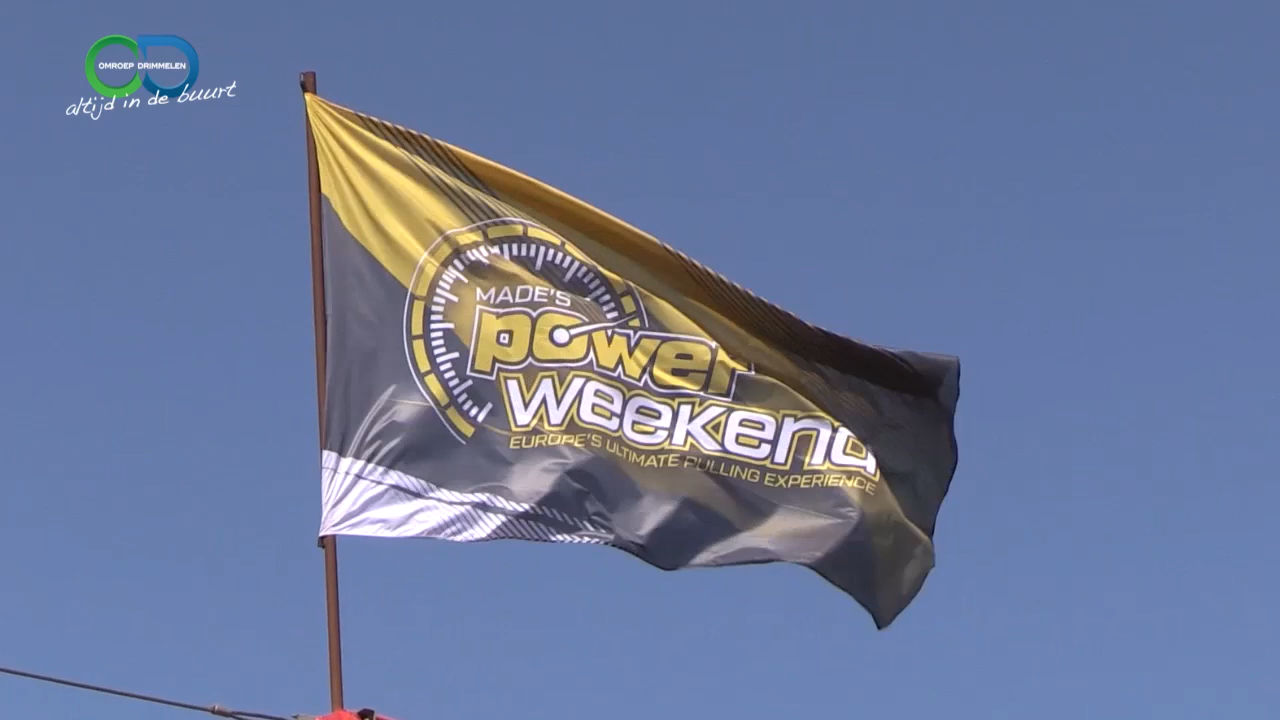 OMROEP DRIMMELEN
altijd in de buurt
MADE'S
power
weekend
EUROPE'S ULTIMATE PULLING EXPERIENCE